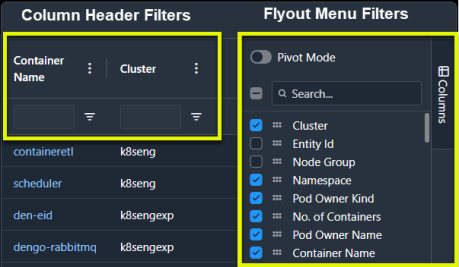 Column Header Filters
Flyout Menu Filters
Container Name
Cluster
containeretl k8seng
scheduler k8seng
den-eid k8sengexp
dengo-rabbitmq k8sengexp
Pivot Mode
Search...
Cluster
Entity Id
Node Group
Namespace
Pod Owner Kind
No. of Containers
Pod Owner Name
Container Name
Columns